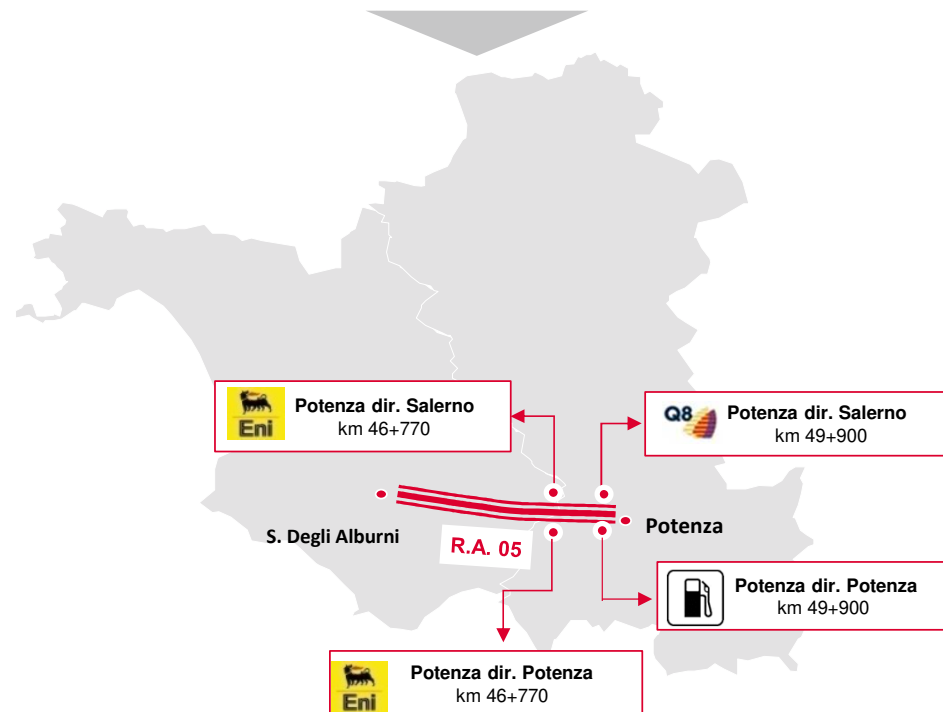 Eni
Potenza dir. Salerno
km 46+770
Q8
Potenza dir. Salerno
km 49+900
S. Degli Alburni
R.A. 05
Potenza
Potenza dir. Potenza
km 49+900
Eni
Potenza dir. Potenza
km 46+770